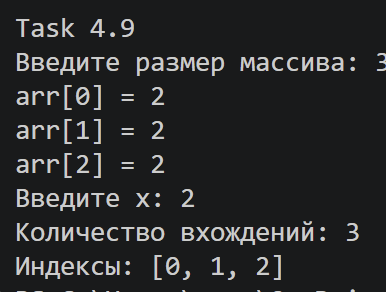 Task 4.9
Введите размер массива: 3
arr[0] = 2
arr[1] = 2
arr[2] = 2
Введите x: 2
Количество вхождений: 3
Индексы: [0, 1, 2]